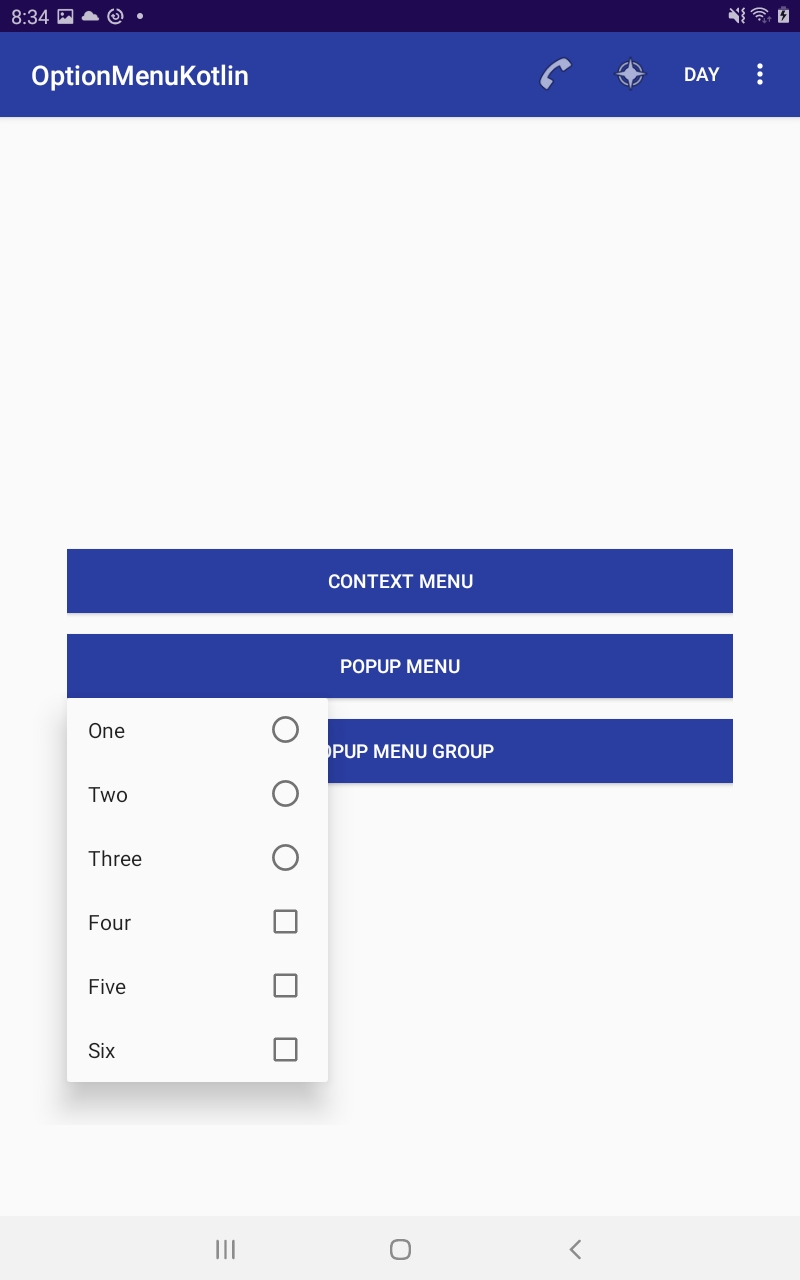 8:34
OptionMenuKotlin
DAY
CONTEXT MENU
POPUP MENU
OPUP MENU GROUP
One
Two
Three
Four
Five
Six